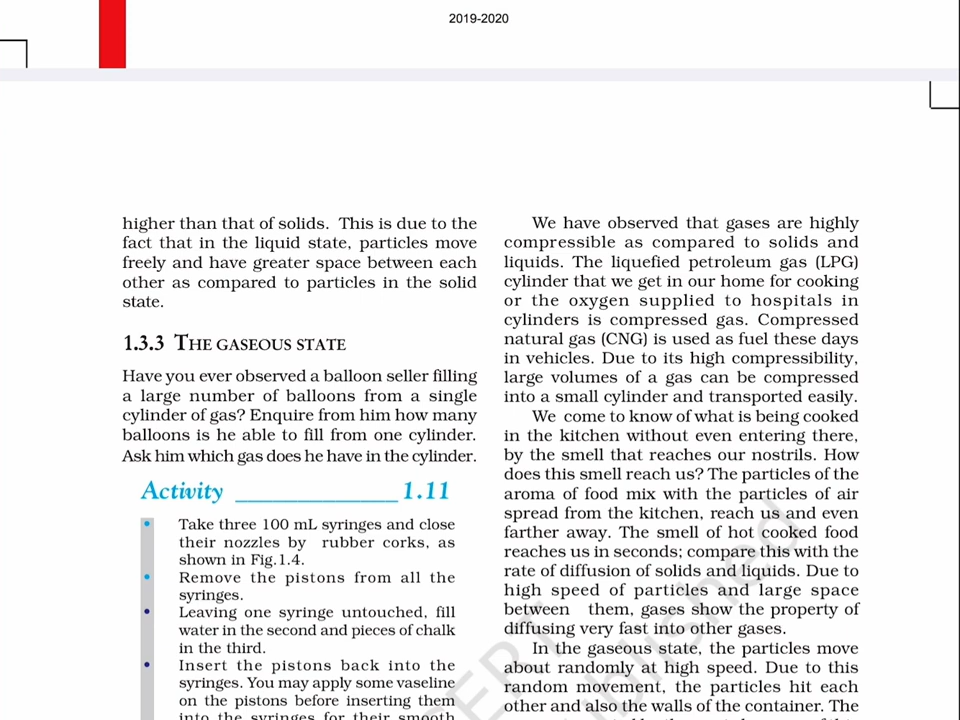 2019-2020
higher than that of solids. This is due to the
fact that in the liquid state, particles move
freely and have greater space between each
other as compared to particles in the solid
state.
1.3.3 THE GASEOUS STATE
Have you ever observed a balloon seller filling
a large number of balloons from a single
cylinder of gas? Enquire from him how many
balloons is he able to fill from one cylinder.
Ask him which gas does he have in the cylinder.
Activity ______________ 1.11
• Take three 100 mL syringes and close
their nozzles by rubber corks, as
shown in Fig.1.4.
• Remove the pistons from all the
syringes.
• Leaving one syringe untouched, fill
water in the second and pieces of chalk
in the third.
• Insert the pistons back into the
syringes. You may apply some vaseline
on the pistons before inserting them
into the syringes for their smooth
We have observed that gases are highly
compressible as compared to solids and
liquids. The liquefied petroleum gas (LPG)
cylinder that we get in our home for cooking
or the oxygen supplied to hospitals in
cylinders is compressed gas. Compressed
natural gas (CNG) is used as fuel these days
in vehicles. Due to its high compressibility,
large volumes of a gas can be compressed
into a small cylinder and transported easily.
We come to know of what is being cooked
in the kitchen without even entering there,
by the smell that reaches our nostrils. How
does this smell reach us? The particles of the
aroma of food mix with the particles of air
spread from the kitchen, reach us and even
farther away. The smell of hot cooked food
reaches us in seconds; compare this with the
rate of diffusion of solids and liquids. Due to
high speed of particles and large space
between them, gases show the property of
diffusing very fast into other gases.
In the gaseous state, the particles move
about randomly at high speed. Due to this
random movement, the particles hit each
other and also the walls of the container. The